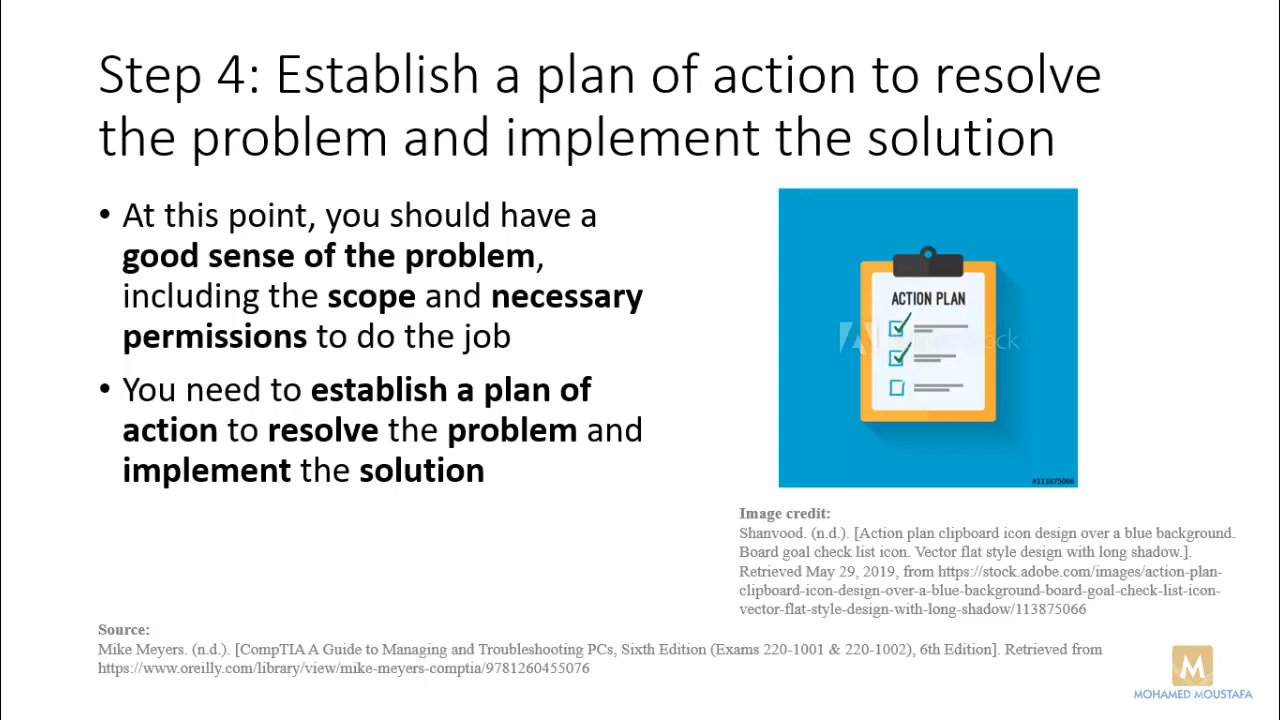 Step 4: Establish a plan of action to resolve
the problem and implement the solution
• At this point, you should have a
good sense of the problem,
including the scope and necessary
permissions to do the job
• You need to establish a plan of
action to resolve the problem and
implement the solution
ACTION PLAN
#113875066
Image credit:
Shanvood. (n.d.). [Action plan clipboard icon design over a blue background.
Board goal check list icon. Vector flat style design with long shadow.].
Retrieved May 29, 2019, from https://stock.adobe.com/images/action-plan-
clipboard-icon-design-over-a-blue-background-board-goal-check-list-icon-
vector-flat-style-design-with-long-shadow/113875066
Source:
Mike Meyers. (n.d.). [CompTIA A Guide to Managing and Troubleshooting PCs, Sixth Edition (Exams 220-1001 & 220-1002), 6th Edition]. Retrieved from
https://www.oreilly.com/library/view/mike-meyers-comptia/9781260455076
M
MOHAMED MOUSTAFA